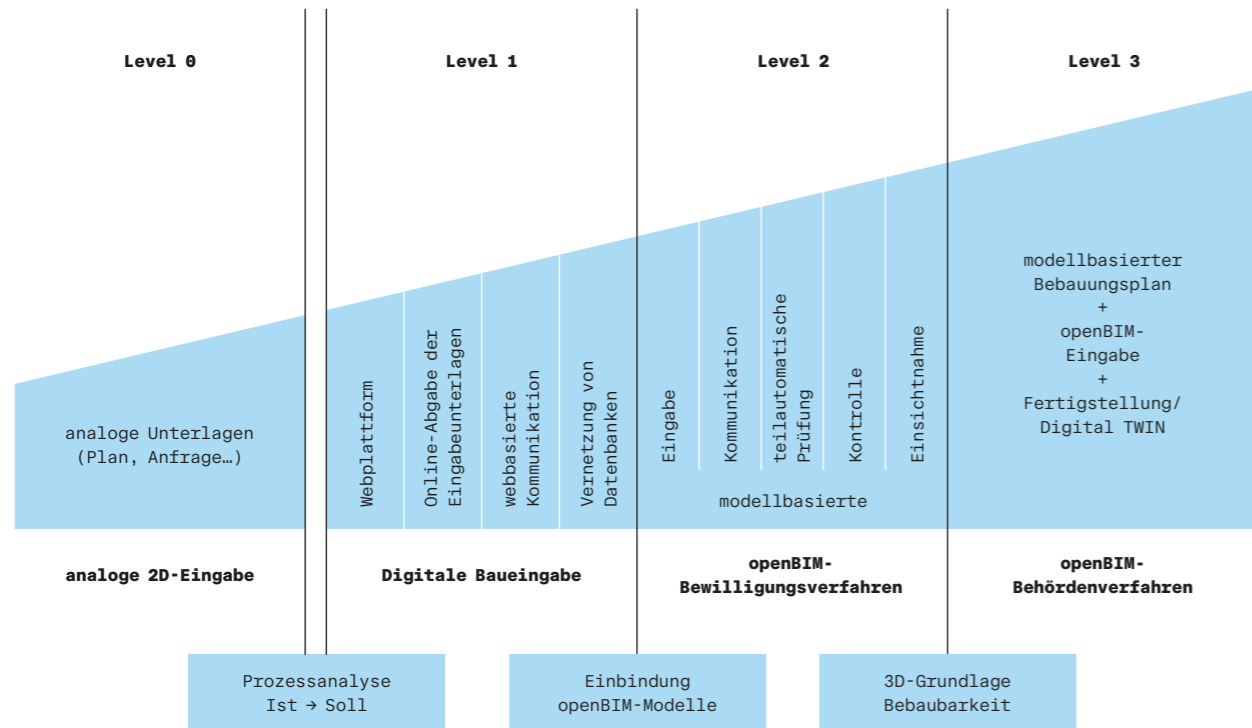 Level 0
Level 1
Level 2
Level 3
analoge Unterlagen
(Plan, Anfrage…)
Webplattform
Online-Abgabe der
Eingabeunterlagen
webbasierte
Kommunikation
Vernetzung von
Datenbanken
Eingabe
Kommunikation
teilautomatische
Prüfung
Kontrolle
Einsichtnahme
modellbasierte
modellbasierter
Bebauungsplan
+
openBIM-
Eingabe
+
Fertigstellung/
Digital TWIN
analoge 2D-Eingabe
Digitale Baueingabe
openBIM-
Bewilligungsverfahren
openBIM-
Behördenverfahren
Prozessanalyse
Ist → Soll
Einbindung
openBIM-Modelle
3D-Grundlage
Bebaubarkeit